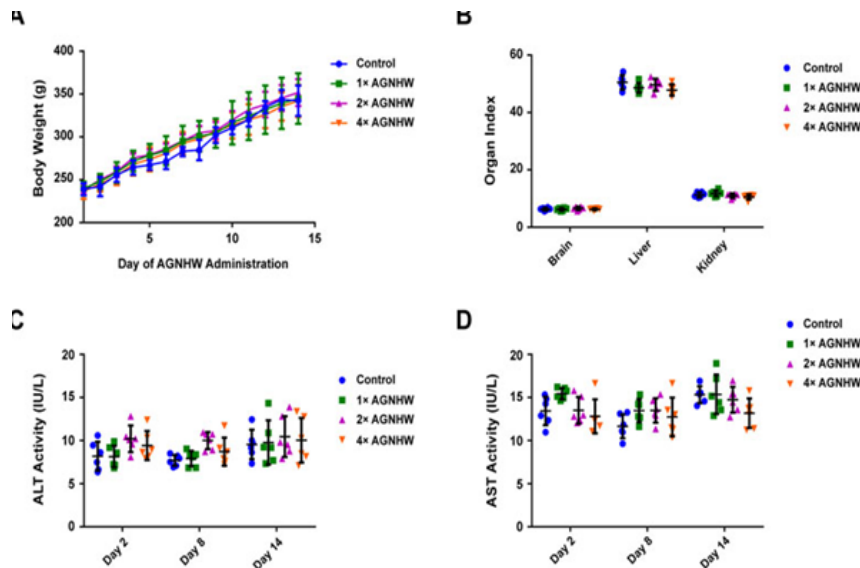 A
400
350
300
250
200
5
10
15
Body Weight (g)
Day of AGNHW Administration
Control
1× AGNHW
2× AGNHW
4× AGNHW
B
60
40
20
0
Organ Index
Brain
Liver
Kidney
Control
1× AGNHW
2× AGNHW
4× AGNHW
C
20
15
10
5
0
ALT Activity (IU/L)
Day 2
Day 8
Day 14
Control
1× AGNHW
2× AGNHW
4× AGNHW
D
20
15
10
5
0
AST Activity (IU/L)
Day 2
Day 8
Day 14
Control
1× AGNHW
2× AGNHW
4× AGNHW